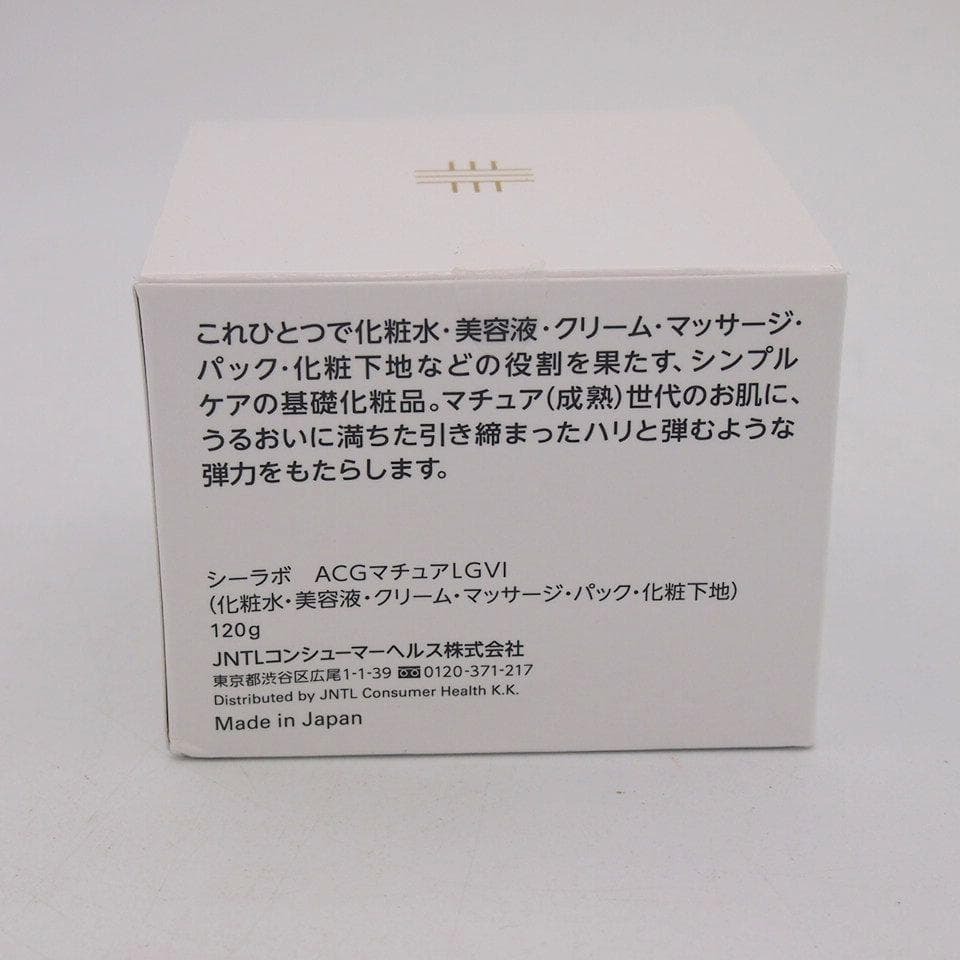 これひとつで化粧水・美容液・クリーム・マッサージ・
パック・化粧下地などの役割を果たす、シンプル
ケアの基礎化粧品。マチュア(成熟)世代のお肌に、
うるおいに満ちた引き締まったハリと弾むような
弾力をもたらします。
シーラボ　ACGマチュアLGVI
(化粧水・美容液・クリーム・マッサージ・パック・化粧下地)
120g
JNTLコンシューマーヘルス株式会社
東京都渋谷区広尾1-1-39 0120-371-217
Distributed by JNTL Consumer Health K.K.
Made in Japan